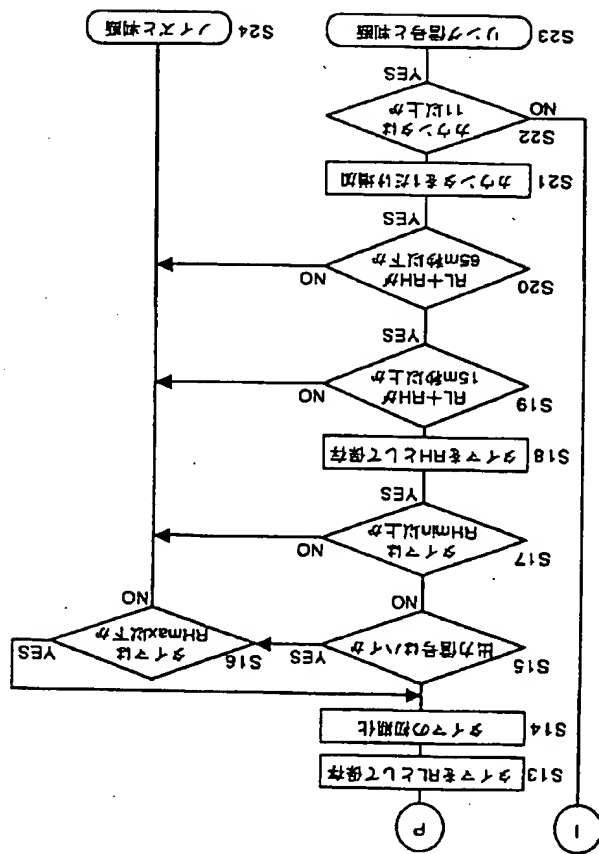 1
d
S13
タイマをRLとして保存
S14
タイマの初期化
S15
出力信号はハイか
YES
NO
S16
タイマは
RHmax以下か
YES
NO
S17
タイマは
RHmin以上か
NO
YES
S18
タイマをRHとして保存
S19
RL+RHが
15m秒以上か
NO
YES
S20
RL+RHが
65m秒以下か
NO
YES
S21
カウンタを1だけ増加
S22
カウンタは
11以上か
NO
YES
S23
リング信号と判断
S24
ノイズと判断